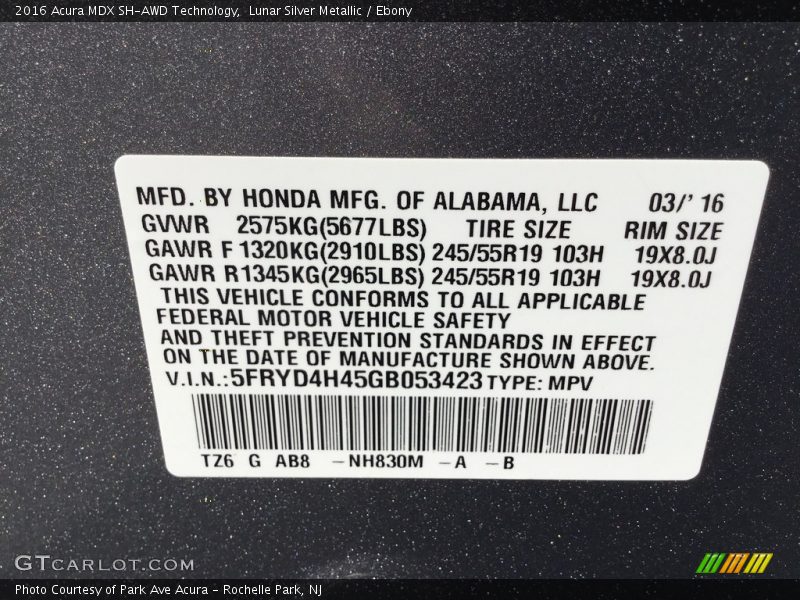 2016 Acura MDX SH-AWD Technology,  Lunar Silver Metallic / Ebony
MFD. BY HONDA MFG. OF ALABAMA, LLC 03/' 16
GVWR 2575KG(5677LBS) TIRE SIZE RIM SIZE
GAWR F 1320KG(2910LBS) 245/55R19 103H 19X8.0J
GAWR R1345KG(2965LBS) 245/55R19 103H 19X8.0J
THIS VEHICLE CONFORMS TO ALL APPLICABLE
FEDERAL MOTOR VEHICLE SAFETY
AND THEFT PREVENTION STANDARDS IN EFFECT
ON THE DATE OF MANUFACTURE SHOWN ABOVE.
V.I.N.:5FRYD4H45GB053423 TYPE: MPV
TZ6 G AB8 -NH830M -A -B
GTCARLOT.COM
Photo Courtesy of Park Ave Acura - Rochelle Park, NJ